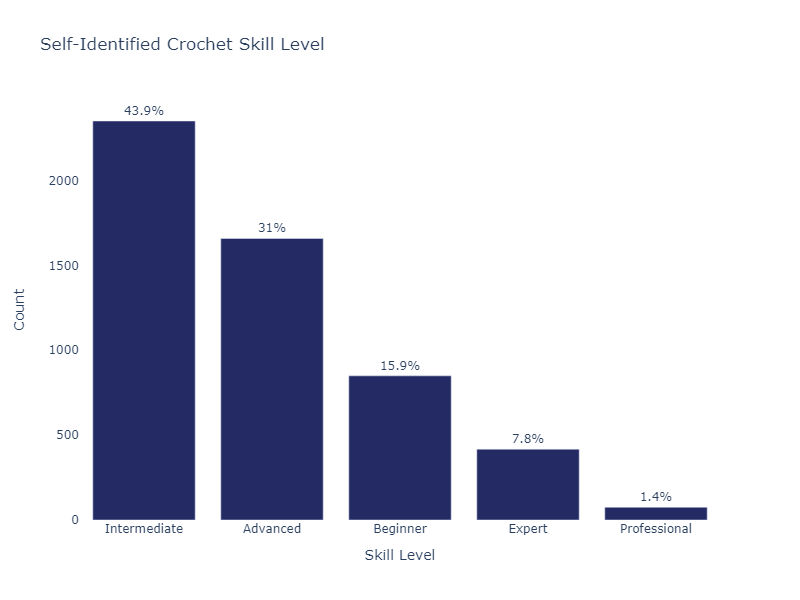 Self-Identified Crochet Skill Level
43.9%
2000
31%
1500
Count
1000
15.9%
500
7.8%
1.4%
0
Intermediate Advanced Beginner Expert Professional
Skill Level